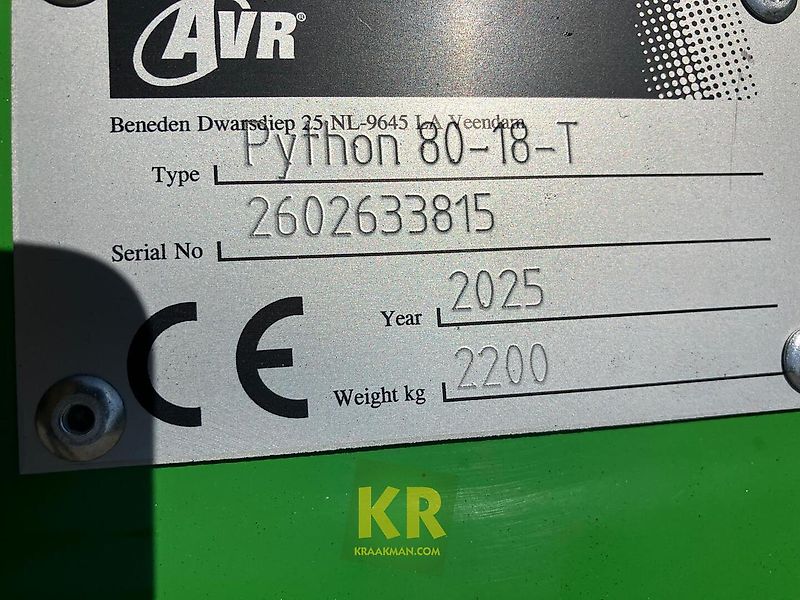 AVR®
Beneden Dwarsdiep 25 NL-9645 LA Veendam
Type Python 80-18-T
Serial No 2602633815
Year 2025
CE
Weight kg 2200
KR
KRAAKMAN.COM